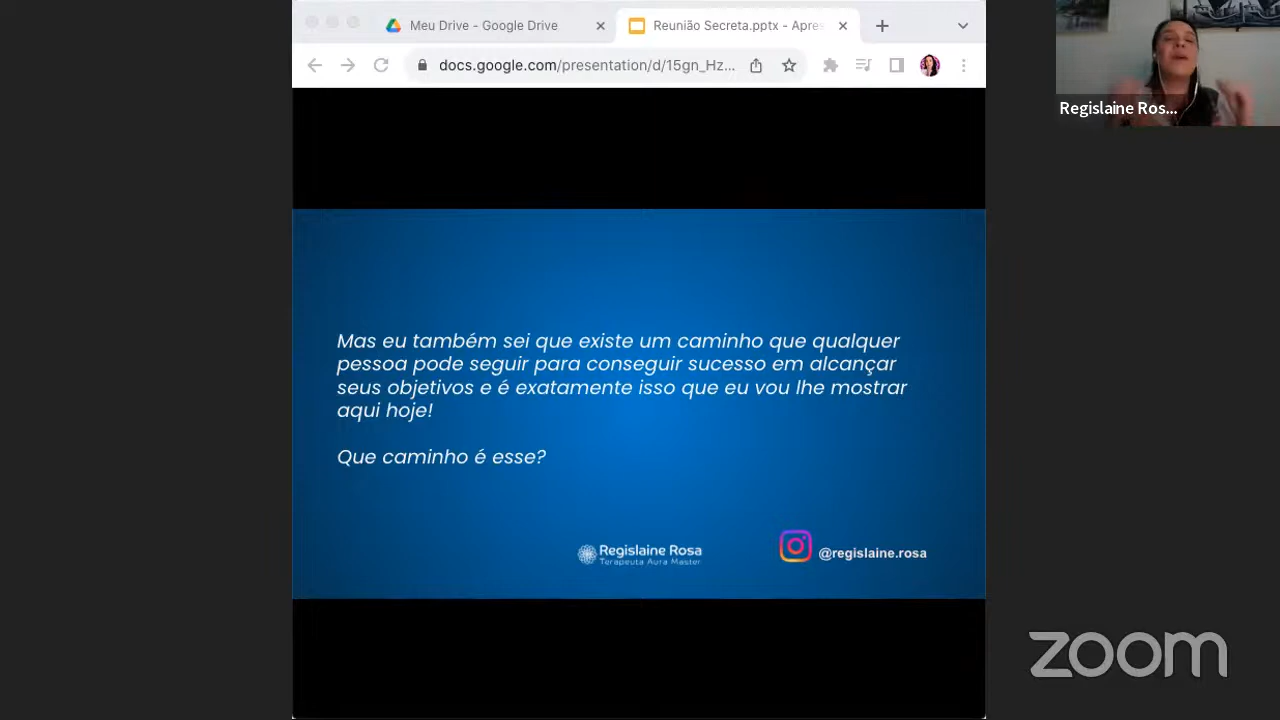 Meu Drive - Google Drive
Reunião Secreta.pptx - Apres
docs.google.com/presentation/d/15gn_Hz...
Regislaine Ros...
Mas eu também sei que existe um caminho que qualquer
pessoa pode seguir para conseguir sucesso em alcançar
seus objetivos e é exatamente isso que eu vou lhe mostrar
aqui hoje!
Que caminho é esse?
Regislaine Rosa
Terapeuta Aura Master
@regislaine.rosa
zoom